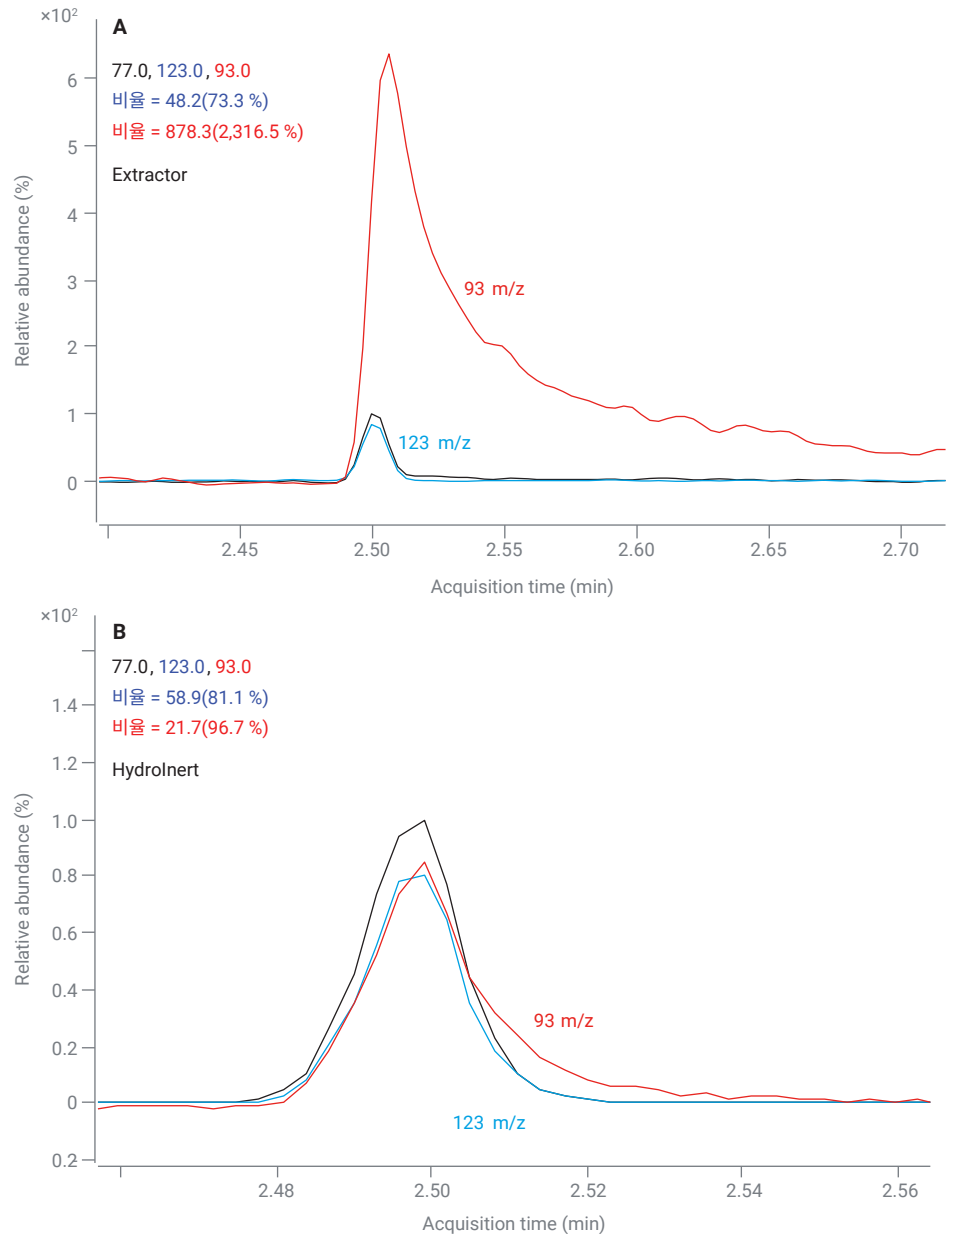 ×10²
A
77.0, 123.0, 93.0
비율 = 48.2(73.3 %)
비율 = 878.3(2,316.5 %)
Extractor
6
5
4
3
2
1
0
Relative abundance (%)
93 m/z
123 m/z
2.45 2.50 2.55 2.60 2.65 2.70
Acquisition time (min)
×10²
B
77.0, 123.0, 93.0
비율 = 58.9(81.1 %)
비율 = 21.7(96.7 %)
HydroInert
1.4
1.2
1.0
0.8
0.6
0.4
0.2
0
0.2
Relative abundance (%)
93 m/z
123 m/z
2.48 2.50 2.52 2.54 2.56
Acquisition time (min)